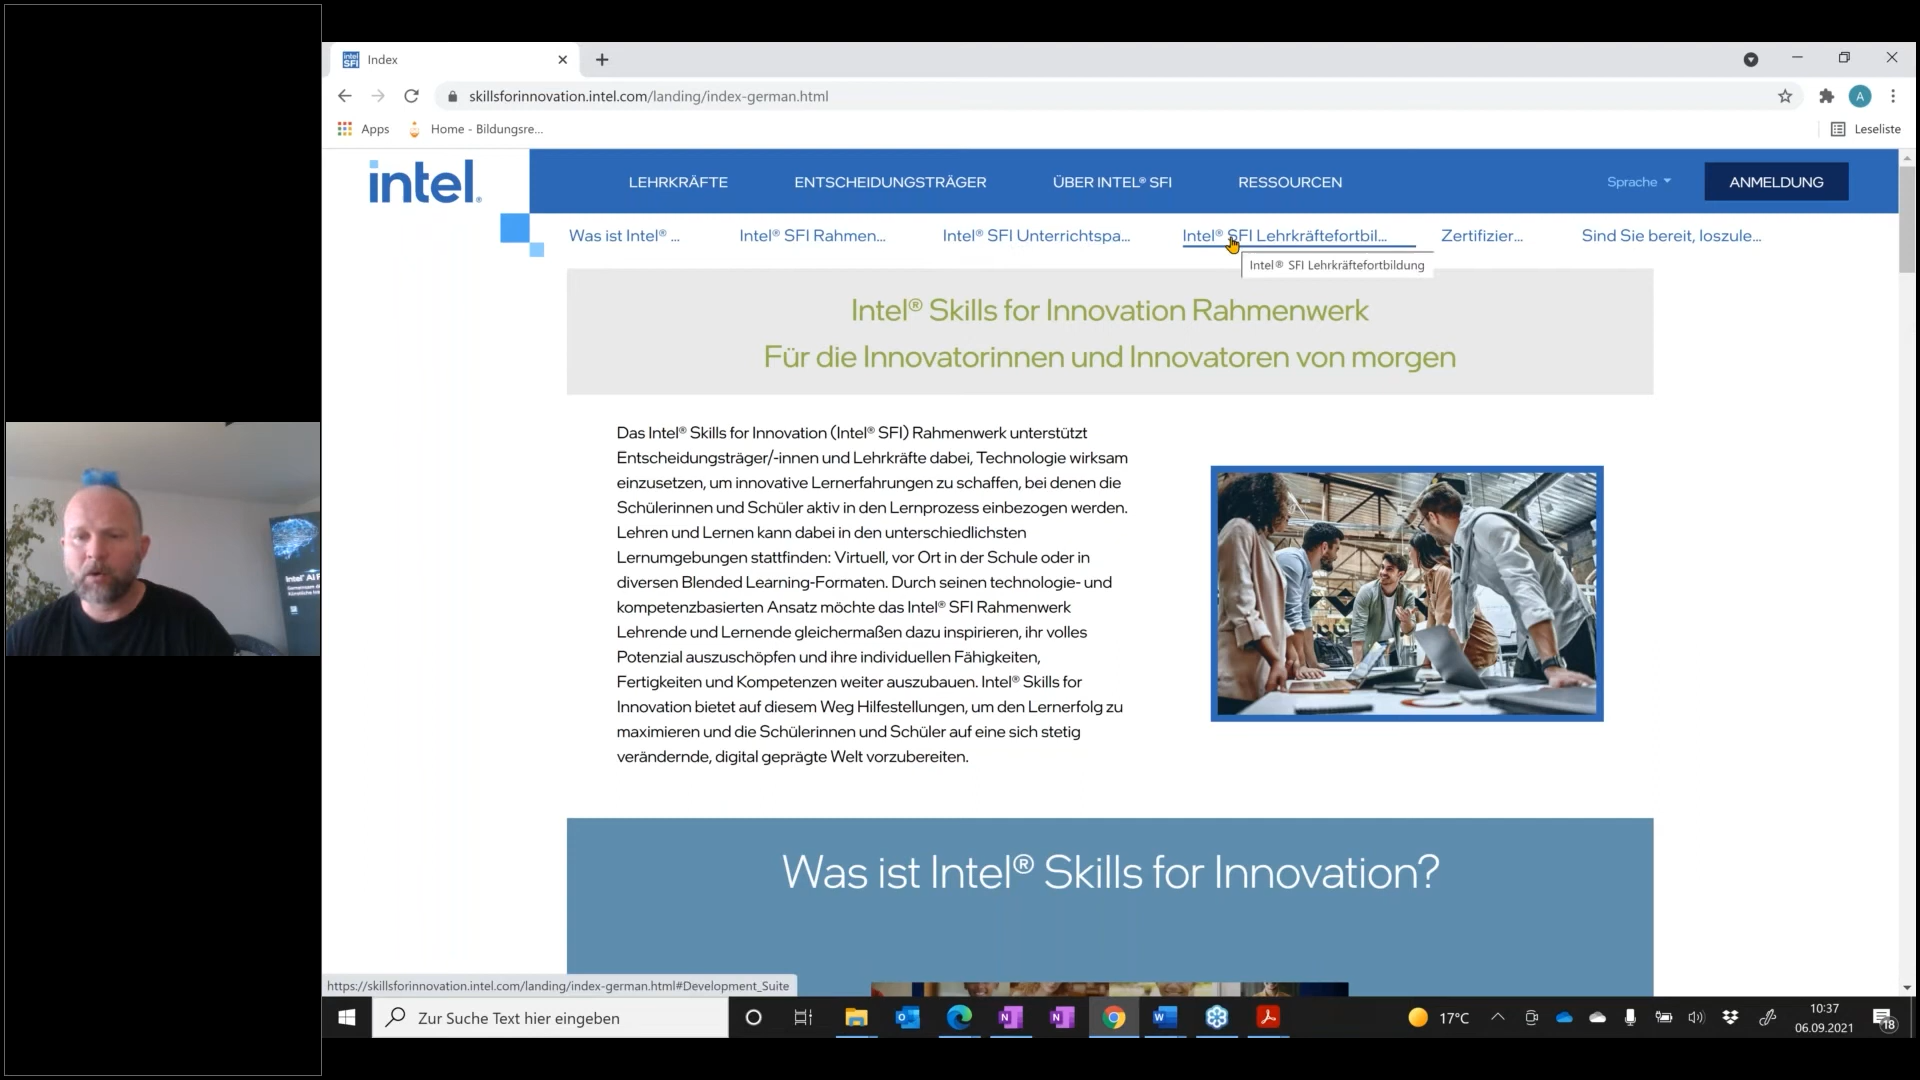 intel SFI
Index
skillsforinnovation.intel.com/landing/index-german.html
A
Apps
Home - Bildungsre...
Leseliste
intel.
LEHRKRÄFTE
ENTSCHEIDUNGSTRÄGER
ÜBER INTEL® SFI
RESSOURCEN
Sprache
ANMELDUNG
Was ist Intel® ...
Intel® SFI Rahmen...
Intel® SFI Unterrichtspa...
Intel® SFI Lehrkräftefortbil...
Zertifizier...
Sind Sie bereit, loszule...
Intel® SFI Lehrkräftefortbildung
Intel® Skills for Innovation Rahmenwerk
Für die Innovatorinnen und Innovatoren von morgen
Das Intel® Skills for Innovation (Intel® SFI) Rahmenwerk unterstützt
Entscheidungsträger/-innen und Lehrkräfte dabei, Technologie wirksam
einzusetzen, um innovative Lernerfahrungen zu schaffen, bei denen die
Schülerinnen und Schüler aktiv in den Lernprozess einbezogen werden.
Lehren und Lernen kann dabei in den unterschiedlichsten
Lernumgebungen stattfinden: Virtuell, vor Ort in der Schule oder in
diversen Blended Learning-Formaten. Durch seinen technologie- und
kompetenzbasierten Ansatz möchte das Intel® SFI Rahmenwerk
Lehrende und Lernende gleichermaßen dazu inspirieren, ihr volles
Potenzial auszuschöpfen und ihre individuellen Fähigkeiten,
Fertigkeiten und Kompetenzen weiter auszubauen. Intel® Skills for
Innovation bietet auf diesem Weg Hilfestellungen, um den Lernerfolg zu
maximieren und die Schülerinnen und Schüler auf eine sich stetig
verändernde, digital geprägte Welt vorzubereiten.
Was ist Intel® Skills for Innovation?
https://skillsforinnovation.intel.com/landing/index-german.html#Development_Suite
Zur Suche Text hier eingeben
17°C
10:37
06.09.2021
18